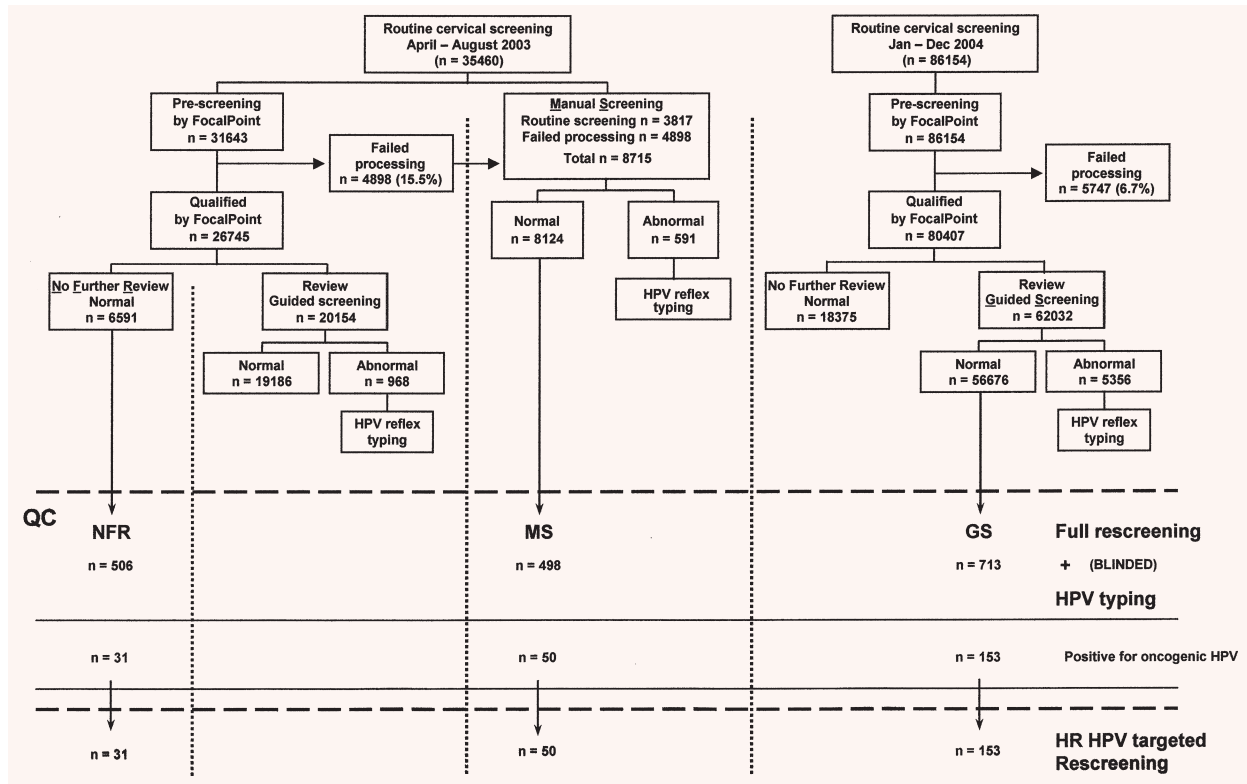 Routine cervical screening
April – August 2003
(n = 35460)
Routine cervical screening
Jan – Dec 2004
(n = 86154)
Pre-screening
by FocalPoint
n = 31643
Manual Screening
Routine screening n = 3817
Failed processing n = 4898
Total n = 8715
Pre-screening
by FocalPoint
n = 86154
Failed
processing
n = 4898 (15.5%)
Failed
processing
n = 5747 (6.7%)
Qualified
by FocalPoint
n = 26745
Normal
n = 8124
Abnormal
n = 591
Qualified
by FocalPoint
n = 80407
No Further Review
Normal
n = 6591
Review
Guided screening
n = 20154
HPV reflex
typing
No Further Review
Normal
n = 18375
Review
Guided Screening
n = 62032
Normal
n = 19186
Abnormal
n = 968
Normal
n = 56676
Abnormal
n = 5356
HPV reflex
typing
HPV reflex
typing
QC
NFR
MS
GS
Full rescreening
n = 506
n = 498
n = 713
+ (BLINDED)
HPV typing
n = 31
n = 50
n = 153
Positive for oncogenic HPV
n = 31
n = 50
n = 153
HR HPV targeted
Rescreening